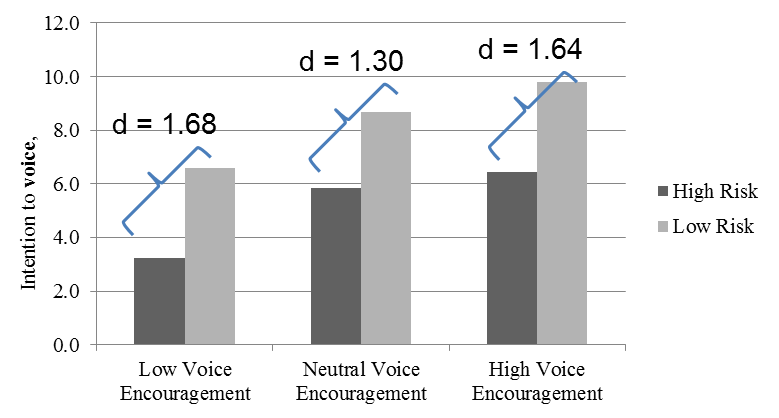 12.0
10.0
8.0
6.0
4.0
2.0
0.0
Intention to voice,
d = 1.68
d = 1.30
d = 1.64
High Risk
Low Risk
Low Voice
Encouragement
Neutral Voice
Encouragement
High Voice
Encouragement